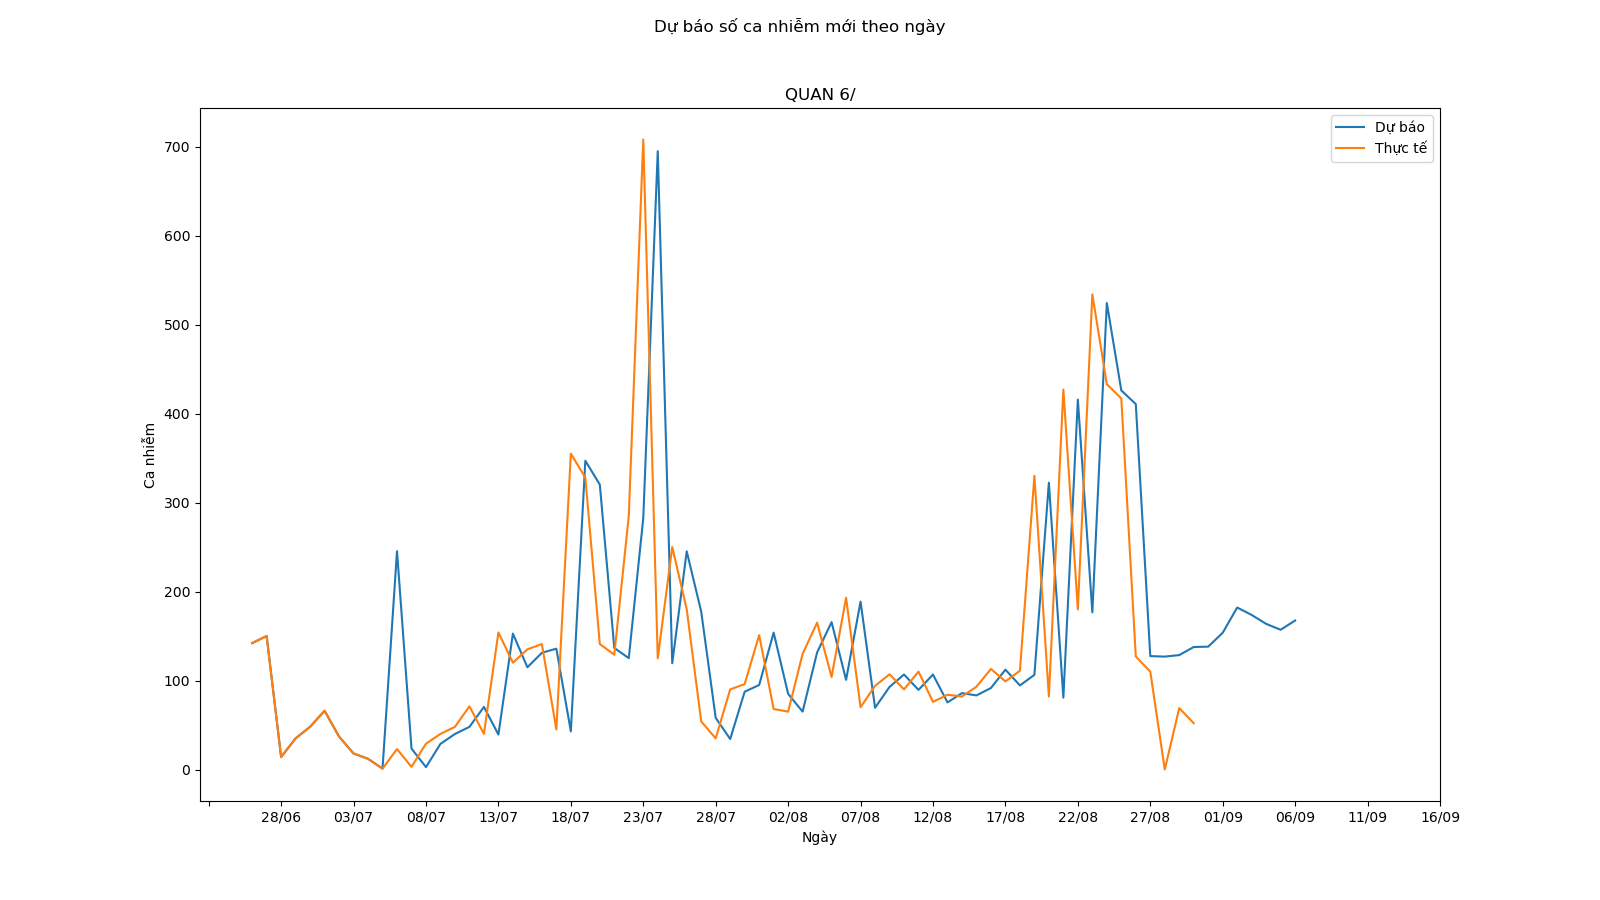 Dự báo số ca nhiễm mới theo ngày
QUAN 6/
Dự báo
Thực tế
700
600
500
400
300
200
100
0
Ca nhiễm
28/06 03/07 08/07 13/07 18/07 23/07 28/07 02/08 07/08 12/08 17/08 22/08 27/08 01/09 06/09 11/09 16/09
Ngày